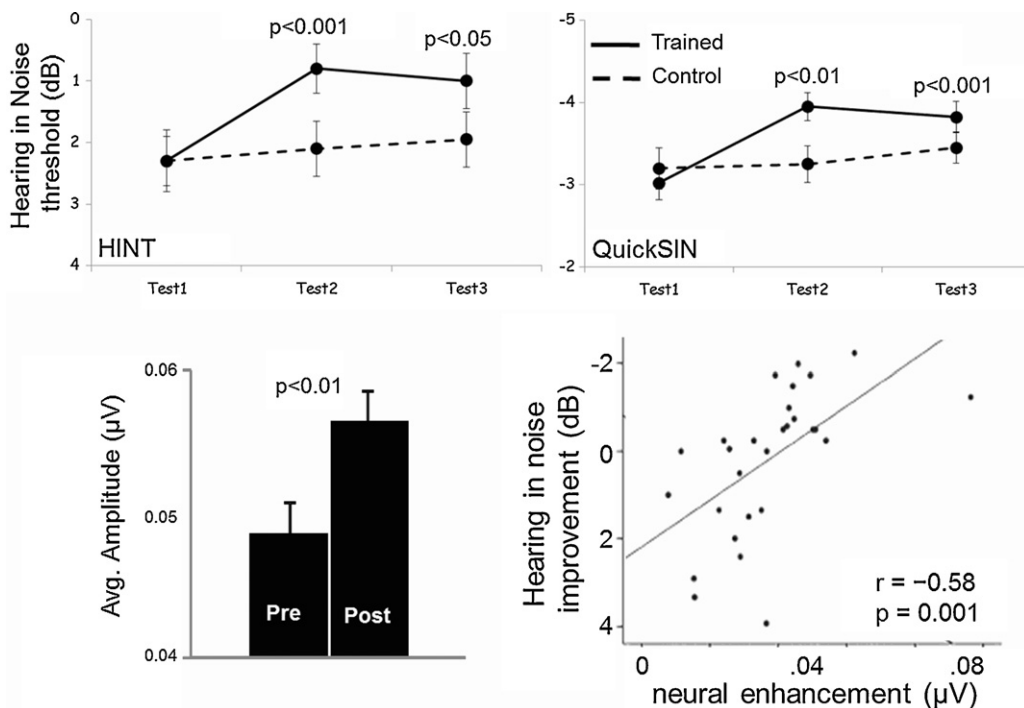 Hearing in Noise
threshold (dB)
0
1
2
3
4
p<0.001
p<0.05
HINT
Test1
Test2
Test3
-5
-4
-3
-2
Trained
Control
p<0.01
p<0.001
QuickSIN
Test1
Test2
Test3
Avg. Amplitude (μV)
0.06
0.05
0.04
p<0.01
Pre
Post
Hearing in noise
improvement (dB)
-2
0
2
4
r = −0.58
p = 0.001
0
.04
.08
neural enhancement (μV)